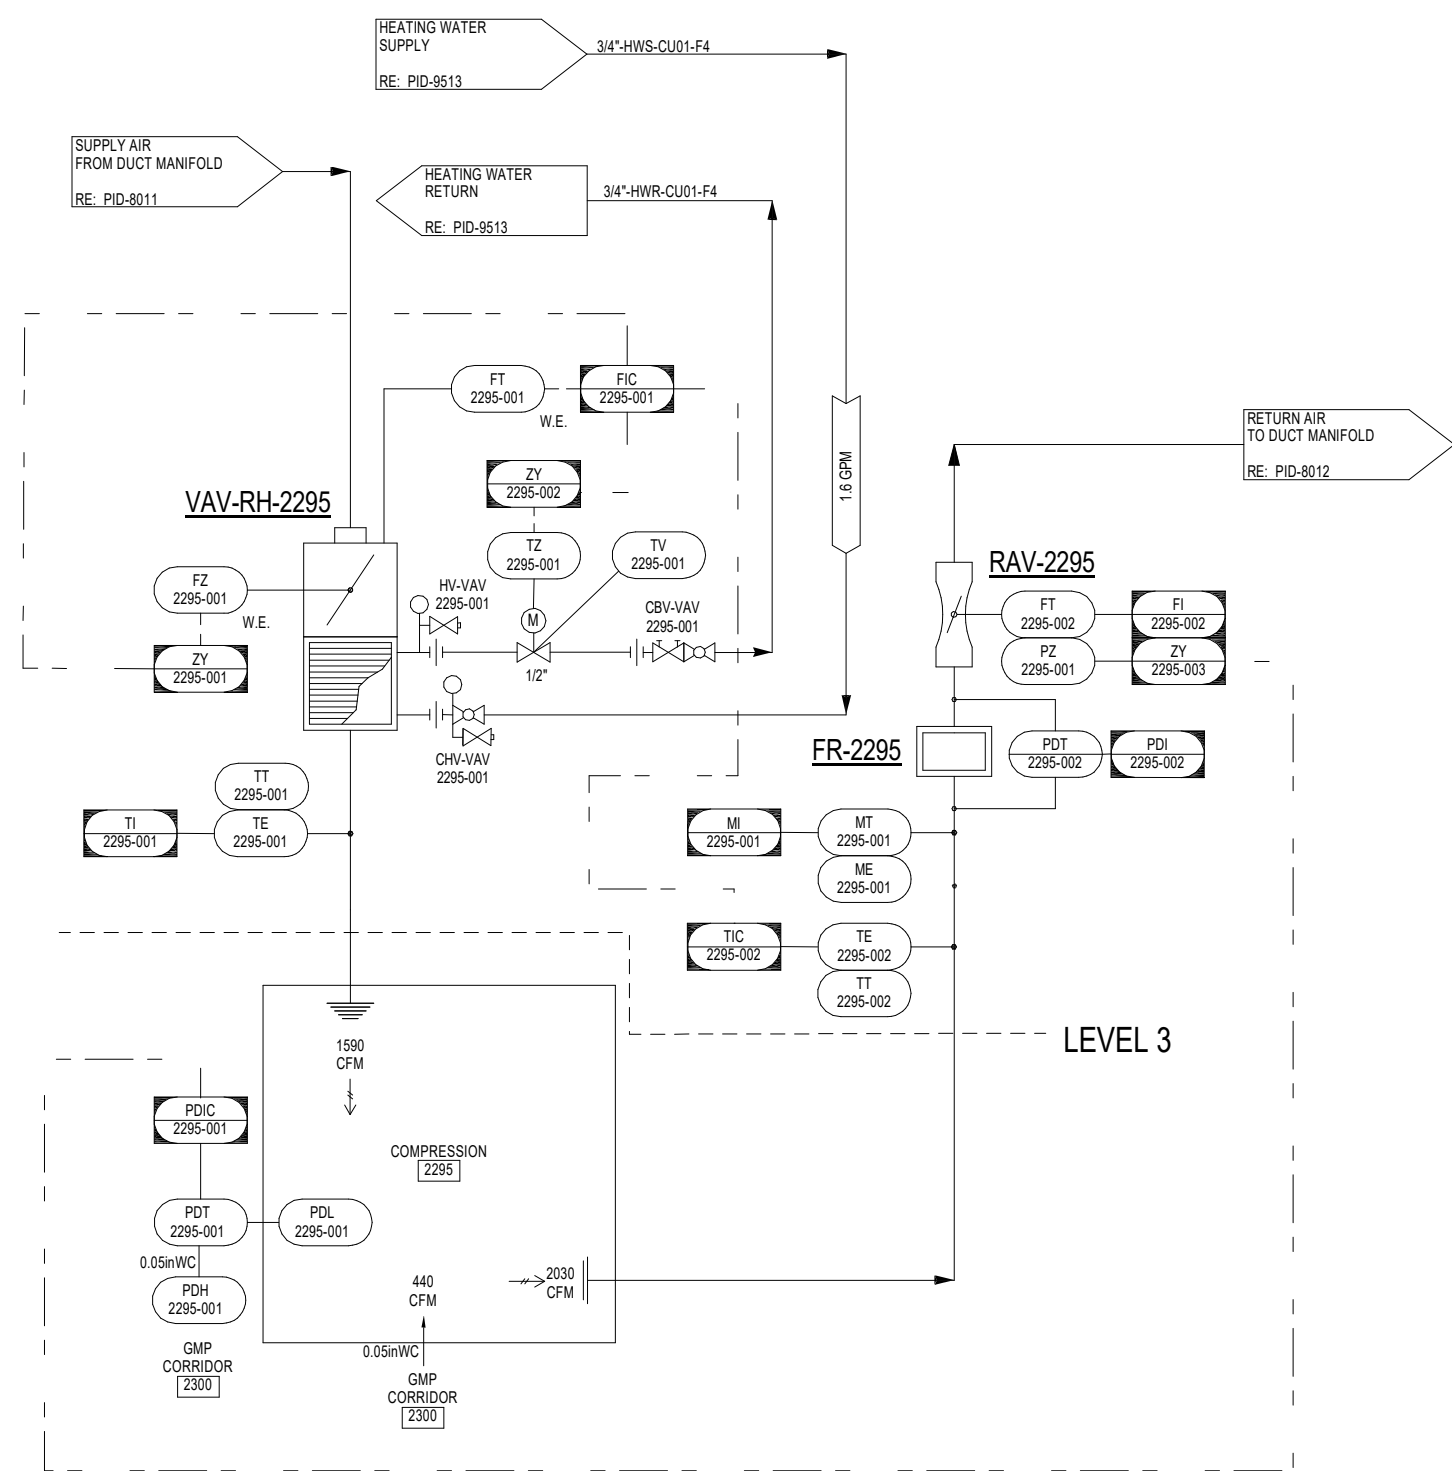 HEATING WATER
SUPPLY
RE: PID-9513
3/4"-HWS-CU01-F4
SUPPLY AIR
FROM DUCT MANIFOLD
RE: PID-8011
HEATING WATER
RETURN
RE: PID-9513
3/4"-HWR-CU01-F4
FT
2295-001
W.E.
FIC
2295-001
RETURN AIR
TO DUCT MANIFOLD
RE: PID-8012
1.6 GPM
ZY
2295-002
VAV-RH-2295
TZ
2295-001
TV
2295-001
RAV-2295
FZ
2295-001
W.E.
HV-VAV
2295-001
M
CBV-VAV
2295-001
FT
2295-002
FI
2295-002
ZY
2295-001
1/2"
PZ
2295-001
ZY
2295-003
CHV-VAV
2295-001
FR-2295
PDT
2295-002
PDI
2295-002
TT
2295-001
TI
2295-001
TE
2295-001
MI
2295-001
MT
2295-001
ME
2295-001
TIC
2295-002
TE
2295-002
TT
2295-002
LEVEL 3
1590
CFM
PDIC
2295-001
COMPRESSION
2295
PDT
2295-001
PDL
2295-001
0.05inWC
PDH
2295-001
440
CFM
2030
CFM
GMP
CORRIDOR
2300
0.05inWC
GMP
CORRIDOR
2300